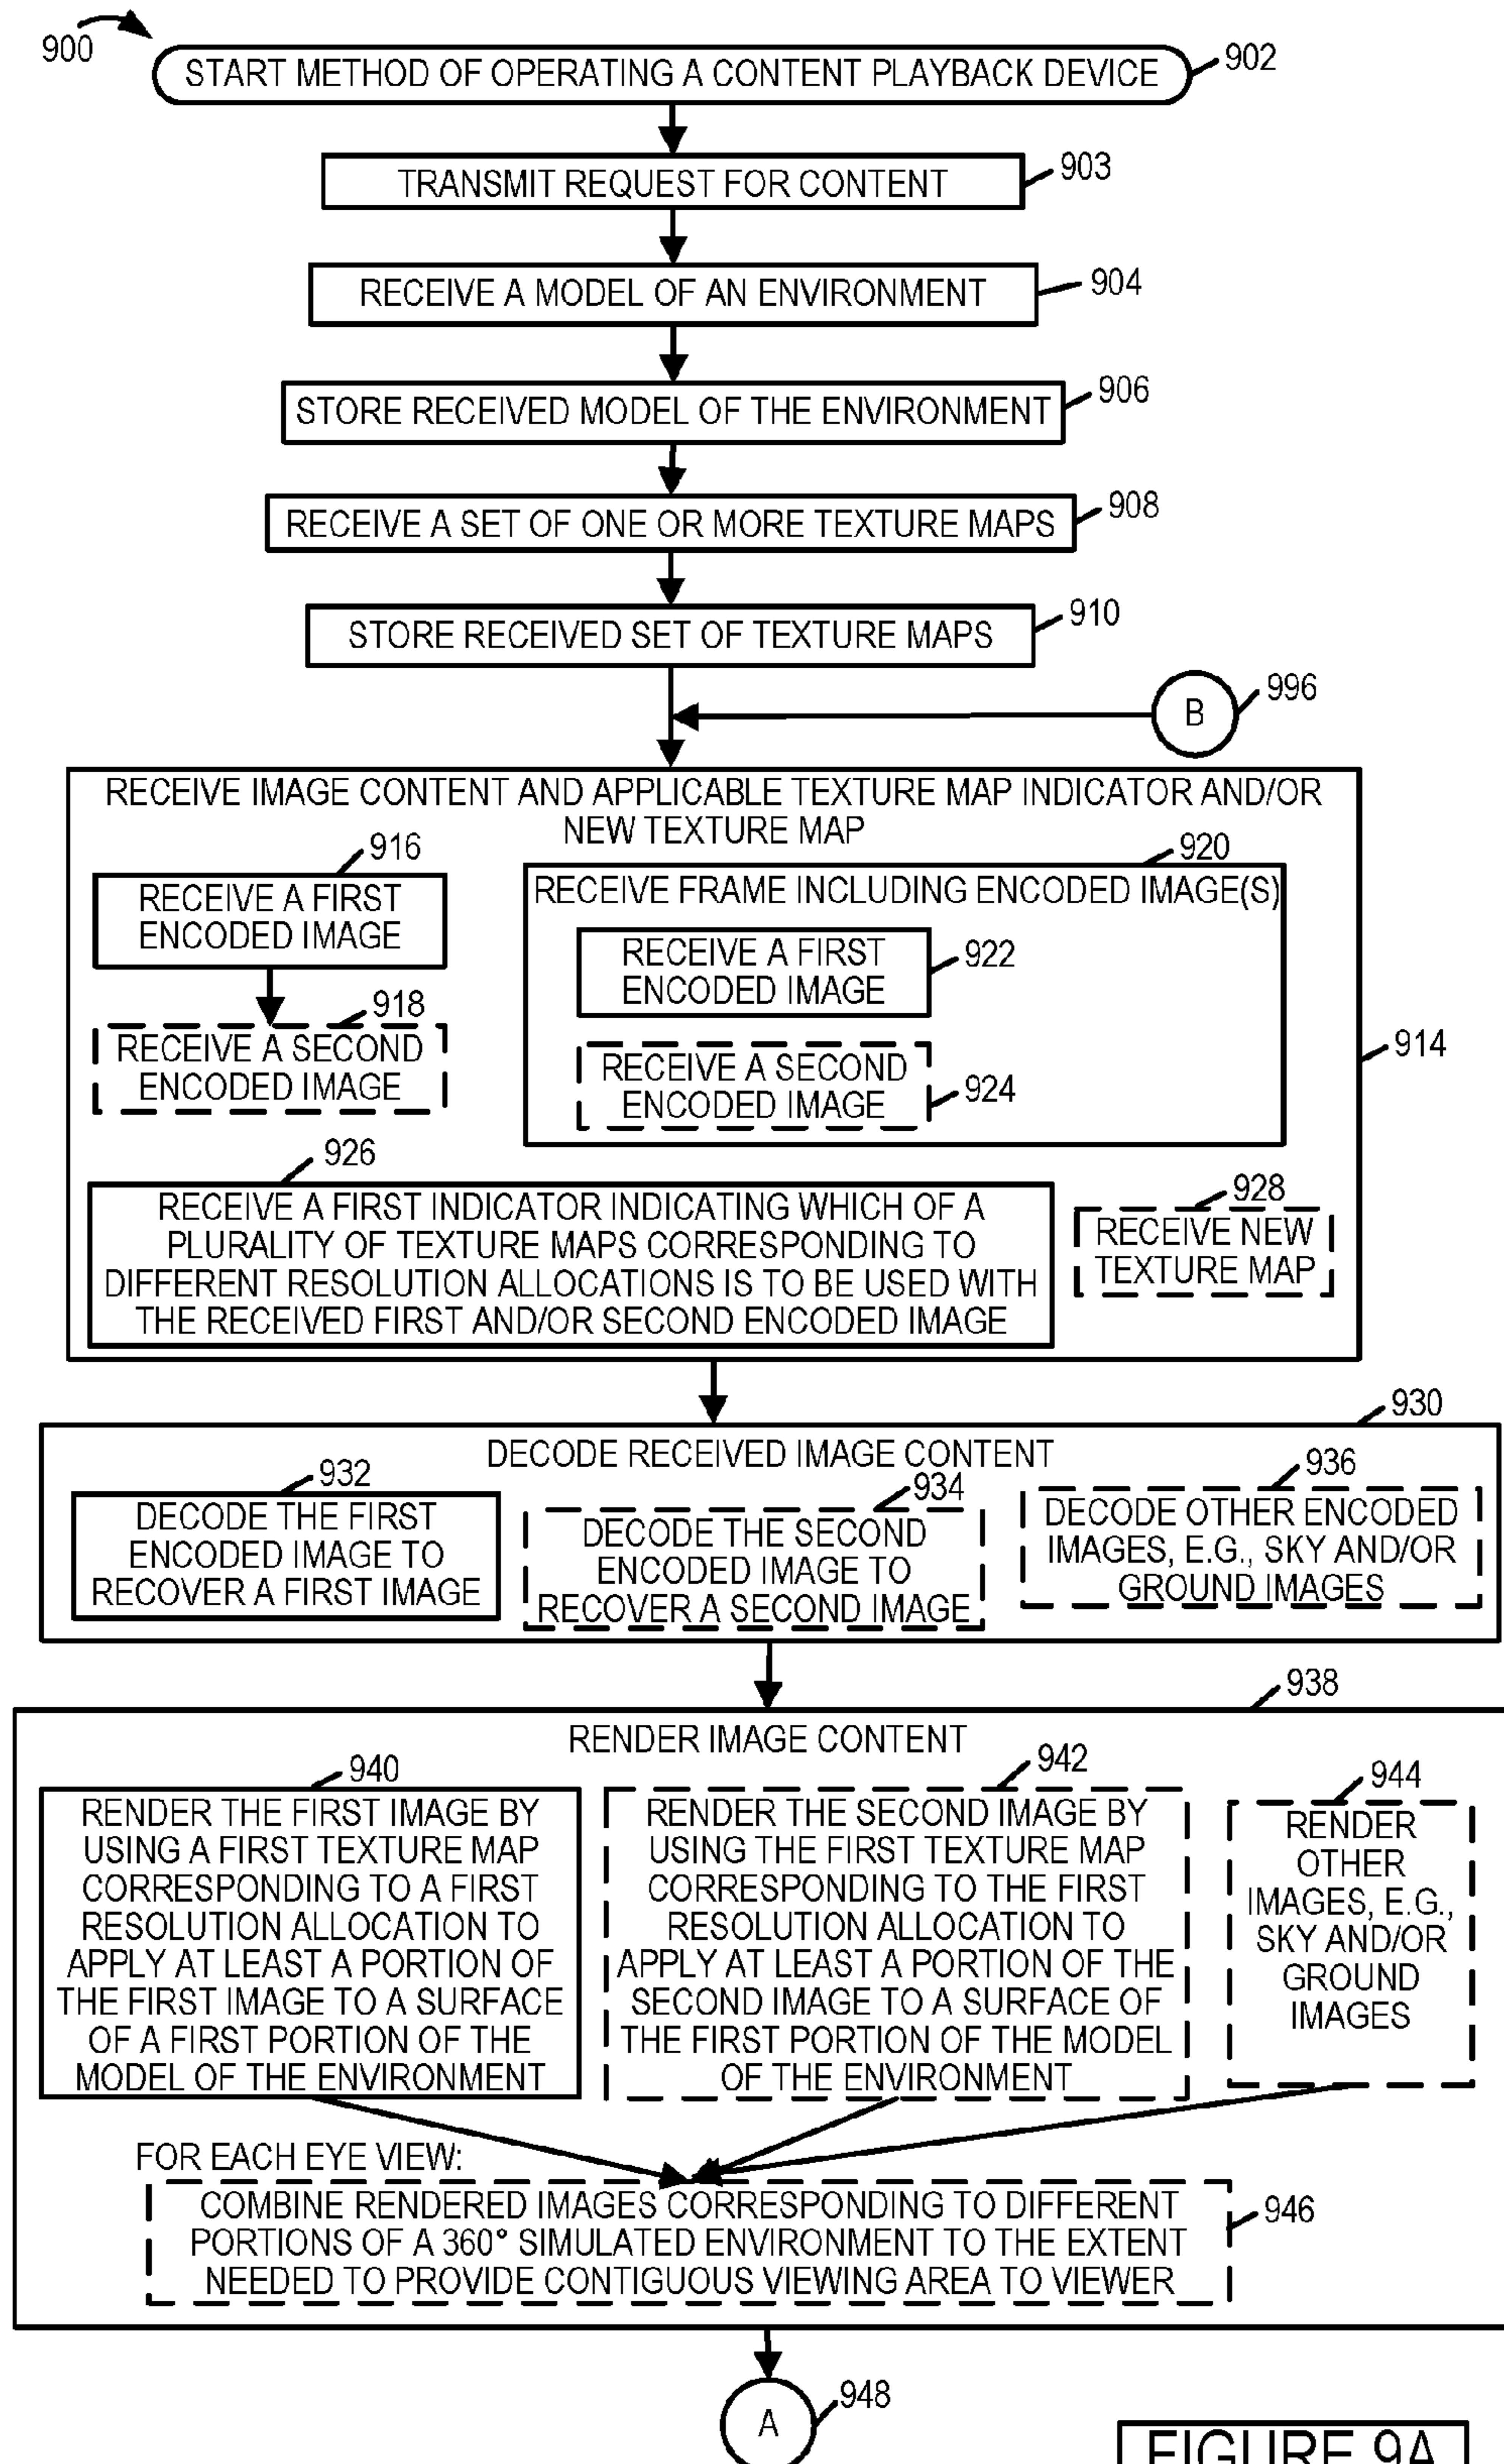 900
START METHOD OF OPERATING A CONTENT PLAYBACK DEVICE
902
TRANSMIT REQUEST FOR CONTENT
903
RECEIVE A MODEL OF AN ENVIRONMENT
904
STORE RECEIVED MODEL OF THE ENVIRONMENT
906
RECEIVE A SET OF ONE OR MORE TEXTURE MAPS
908
STORE RECEIVED SET OF TEXTURE MAPS
910
B
996
RECEIVE IMAGE CONTENT AND APPLICABLE TEXTURE MAP INDICATOR AND/OR
NEW TEXTURE MAP
914
916
RECEIVE A FIRST
ENCODED IMAGE
918
RECEIVE A SECOND
ENCODED IMAGE
920
RECEIVE FRAME INCLUDING ENCODED IMAGE(S)
RECEIVE A FIRST
ENCODED IMAGE
922
RECEIVE A SECOND
ENCODED IMAGE
924
926
RECEIVE A FIRST INDICATOR INDICATING WHICH OF A
PLURALITY OF TEXTURE MAPS CORRESPONDING TO
DIFFERENT RESOLUTION ALLOCATIONS IS TO BE USED WITH
THE RECEIVED FIRST AND/OR SECOND ENCODED IMAGE
928
RECEIVE NEW
TEXTURE MAP
930
DECODE RECEIVED IMAGE CONTENT
932
DECODE THE FIRST
ENCODED IMAGE TO
RECOVER A FIRST IMAGE
934
DECODE THE SECOND
ENCODED IMAGE TO
RECOVER A SECOND IMAGE
936
DECODE OTHER ENCODED
IMAGES, E.G., SKY AND/OR
GROUND IMAGES
938
RENDER IMAGE CONTENT
940
RENDER THE FIRST IMAGE BY
USING A FIRST TEXTURE MAP
CORRESPONDING TO A FIRST
RESOLUTION ALLOCATION TO
APPLY AT LEAST A PORTION OF
THE FIRST IMAGE TO A SURFACE
OF A FIRST PORTION OF THE
MODEL OF THE ENVIRONMENT
942
RENDER THE SECOND IMAGE BY
USING THE FIRST TEXTURE MAP
CORRESPONDING TO THE FIRST
RESOLUTION ALLOCATION TO
APPLY AT LEAST A PORTION OF THE
SECOND IMAGE TO A SURFACE OF
THE FIRST PORTION OF THE MODEL
OF THE ENVIRONMENT
944
RENDER
OTHER
IMAGES, E.G.,
SKY AND/OR
GROUND
IMAGES
FOR EACH EYE VIEW:
COMBINE RENDERED IMAGES CORRESPONDING TO DIFFERENT
PORTIONS OF A 360° SIMULATED ENVIRONMENT TO THE EXTENT
NEEDED TO PROVIDE CONTIGUOUS VIEWING AREA TO VIEWER
946
A
948
FIGURE 9A